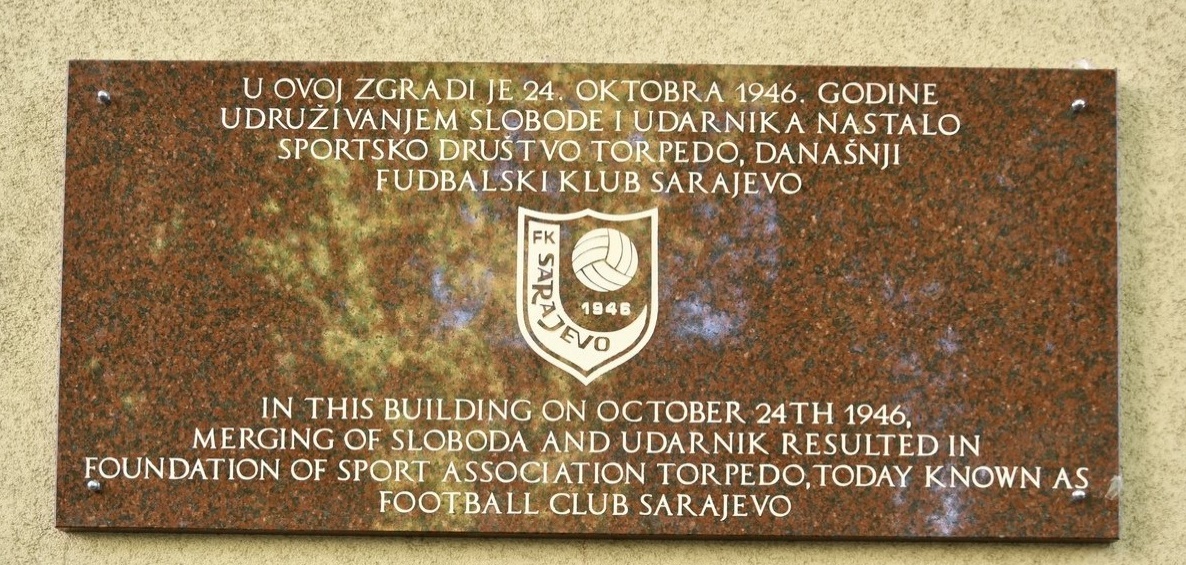 U OVOJ ZGRADI JE 24. OKTOBRA 1946. GODINE
UDRUŽIVANJEM SLOBODE I UDARNIKA NASTALO
SPORTSKO DRUŠTVO TORPEDO, DANAŠNJI
FUDBALSKI KLUB SARAJEVO
FK
SARAJEVO
1946
IN THIS BUILDING ON OCTOBER 24TH 1946,
MERGING OF SLOBODA AND UDARNIK RESULTED IN
FOUNDATION OF SPORT ASSOCIATION TORPEDO,TODAY KNOWN AS
FOOTBALL CLUB SARAJEVO